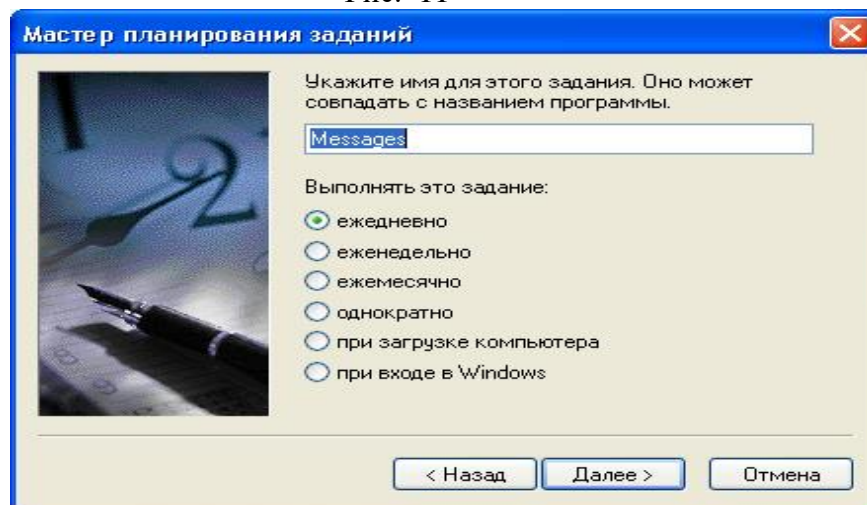 Мастер планирования заданий
Укажите имя для этого задания. Оно может
совпадать с названием программы.
Messages
Выполнять это задание:
ежедневно
еженедельно
ежемесячно
однократно
при загрузке компьютера
при входе в Windows
< Назад
Далее >
Отмена